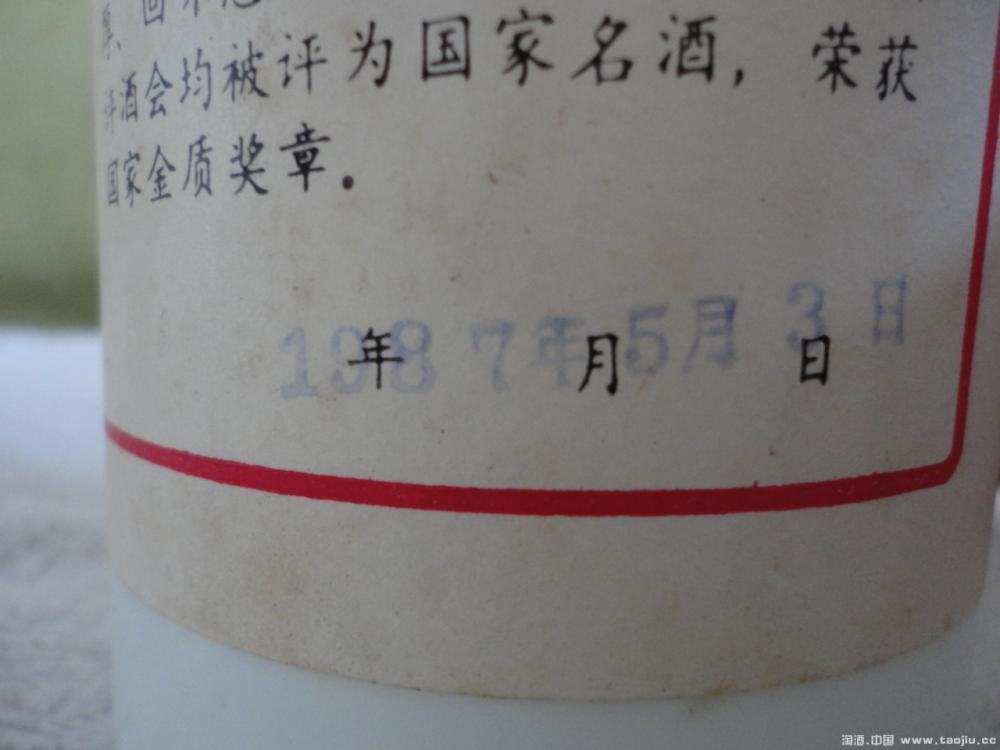 酒会均被评为国家名酒，荣获
国家金质奖章。
1987年5月3日
年 月 日
淘酒.中国 www.taojiu.cc